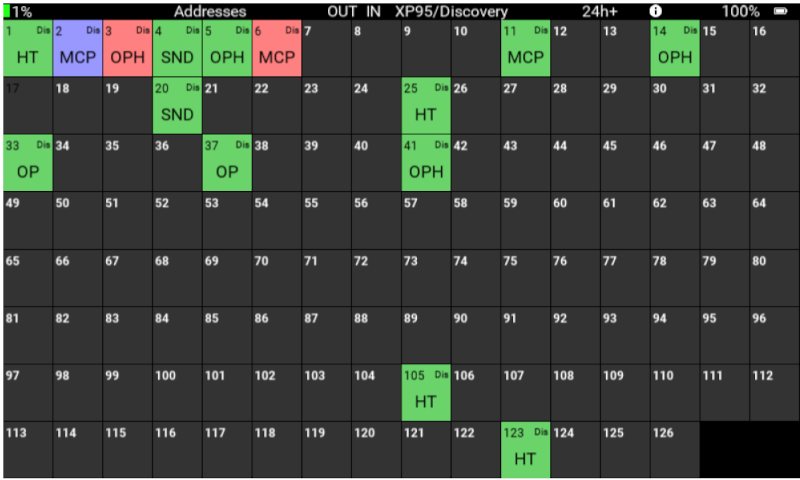 1% Addresses OUT IN XP95/Discovery 24h+ i 100%
1 Dis 2 Dis 3 Dis 4 Dis 5 Dis 6 Dis 7 8 9 10 11 Dis 12 13 14 Dis 15 16
HT MCP OPH SND OPH MCP MCP OPH
17 18 19 20 Dis 21 22 23 24 25 Dis 26 27 28 29 30 31 32
SND HT
33 Dis 34 35 36 37 Dis 38 39 40 41 Dis 42 43 44 45 46 47 48
OP OP OPH
49 50 51 52 53 54 55 56 57 58 59 60 61 62 63 64
65 66 67 68 69 70 71 72 73 74 75 76 77 78 79 80
81 82 83 84 85 86 87 88 89 90 91 92 93 94 95 96
97 98 99 100 101 102 103 104 105 Dis 106 107 108 109 110 111 112
HT
113 114 115 116 117 118 119 120 121 122 123 Dis 124 125 126
HT